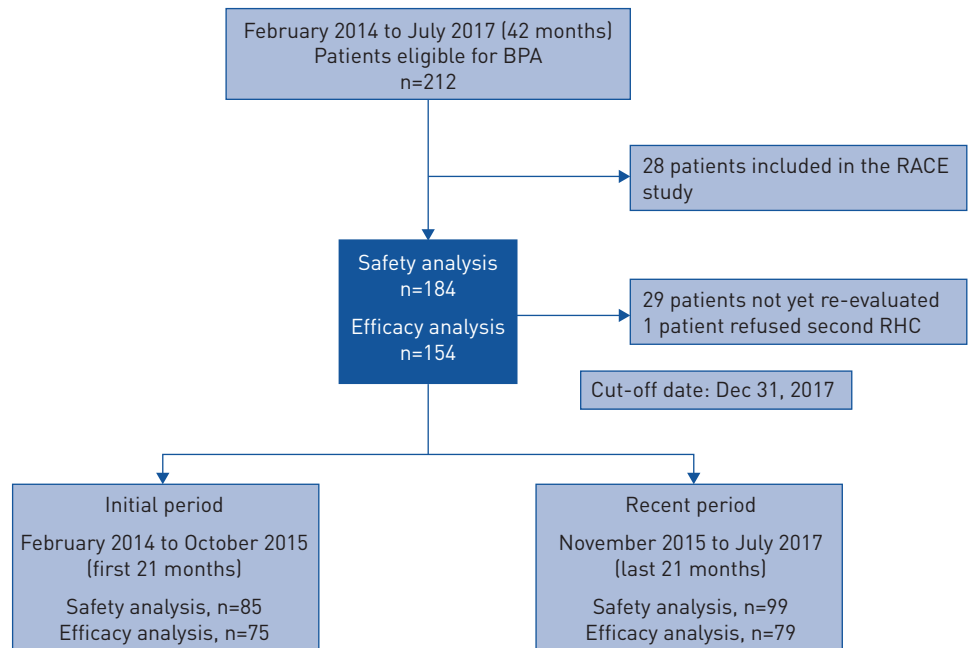 February 2014 to July 2017 (42 months)
Patients eligible for BPA
n=212
28 patients included in the RACE
study
Safety analysis
n=184
Efficacy analysis
n=154
29 patients not yet re-evaluated
1 patient refused second RHC
Cut-off date: Dec 31, 2017
Initial period
February 2014 to October 2015
(first 21 months)
Safety analysis, n=85
Efficacy analysis, n=75
Recent period
November 2015 to July 2017
(last 21 months)
Safety analysis, n=99
Efficacy analysis, n=79